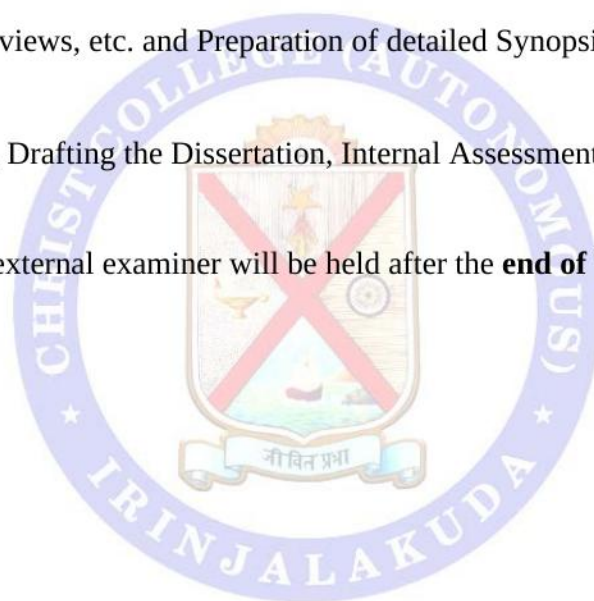 views, etc. and Preparation of detailed Synopsi
Drafting the Dissertation, Internal Assessment
external examiner will be held after the end of
CHRIST COLLEGE (AUTONOMOUS)
जीवित प्रभा
★ IRINJALAKUDA ★